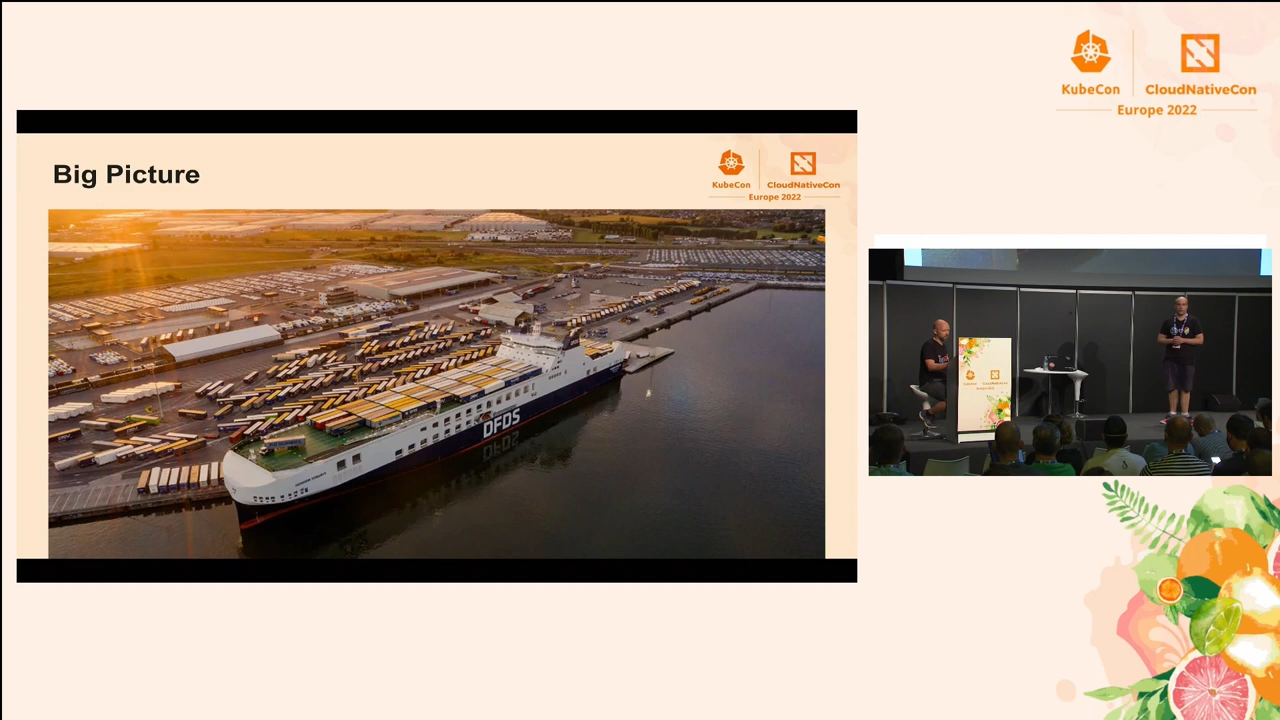 KubeCon
CloudNativeCon
Europe 2022
Big Picture
KubeCon
CloudNativeCon
Europe 2022
DFDS